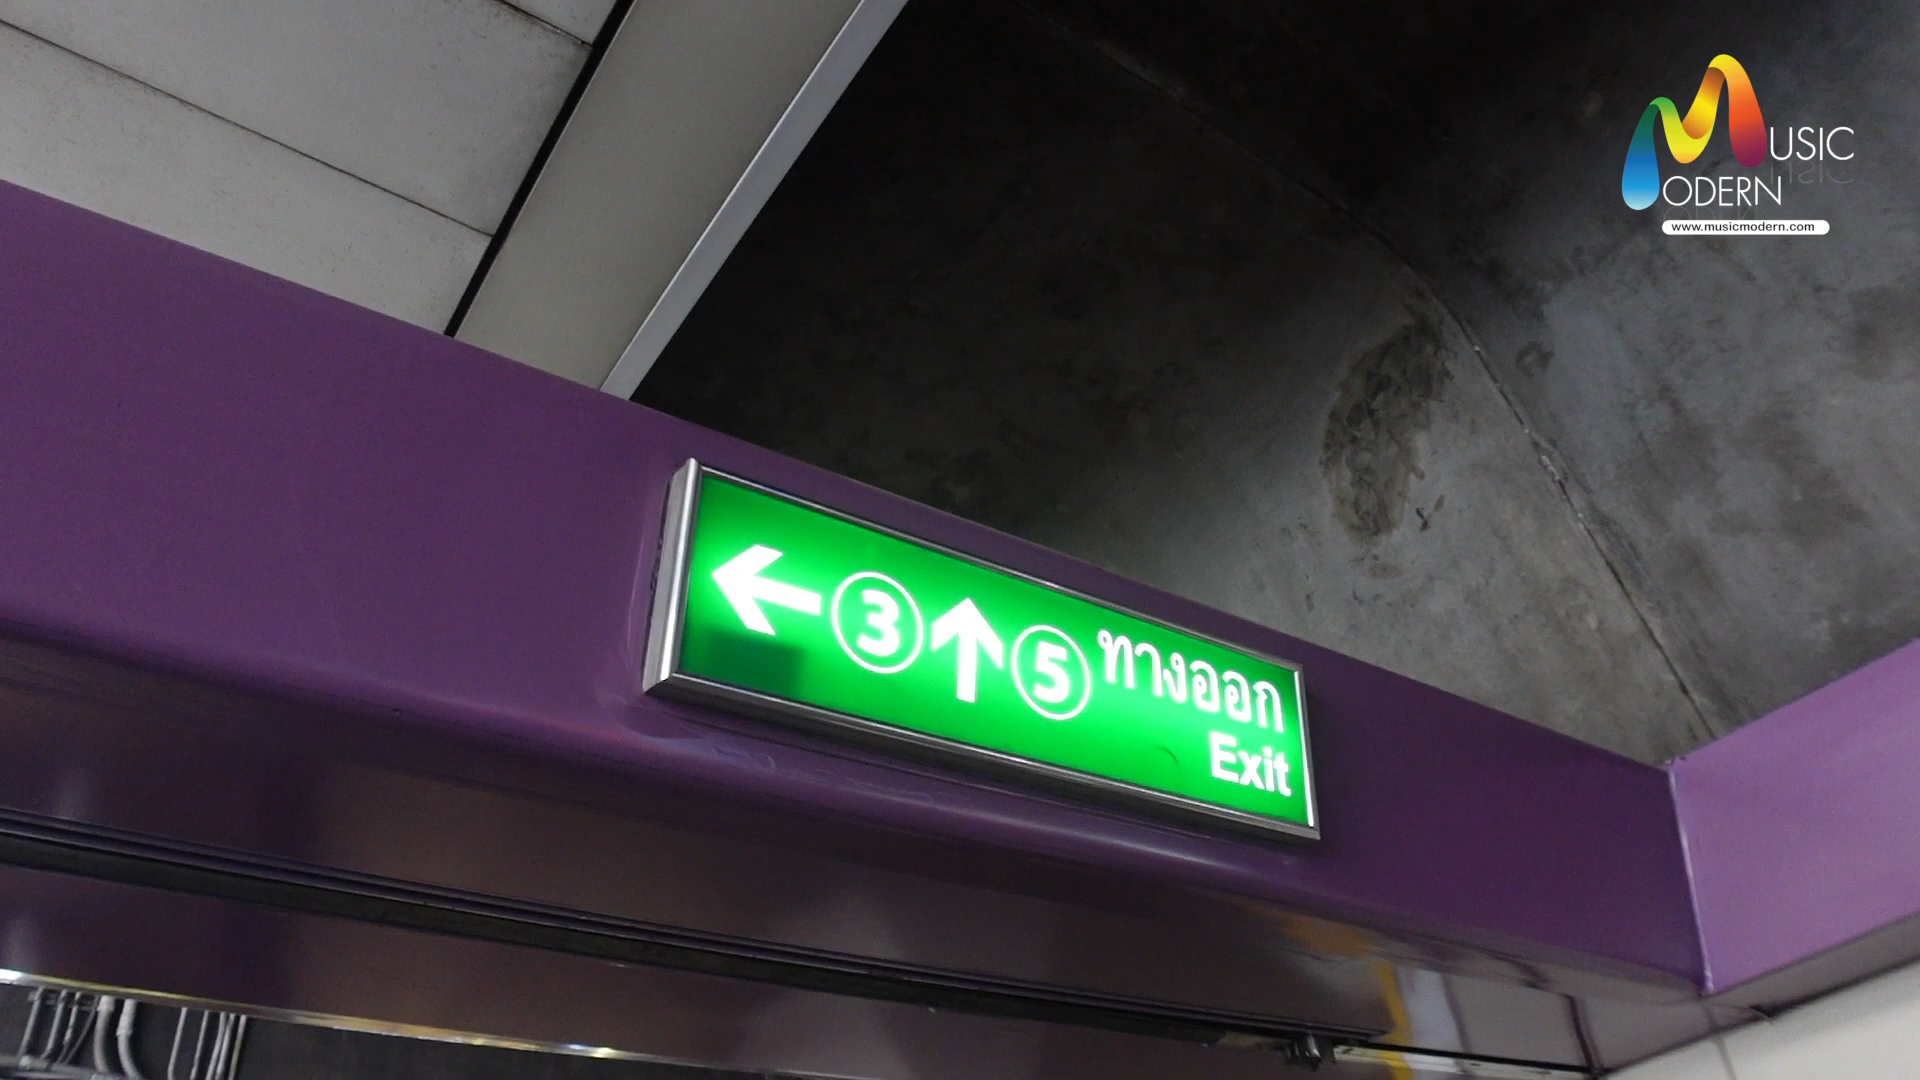 MUSIC
MODERN
www.musicmodern.com
← 3 ↑ 5 ทางออก
Exit